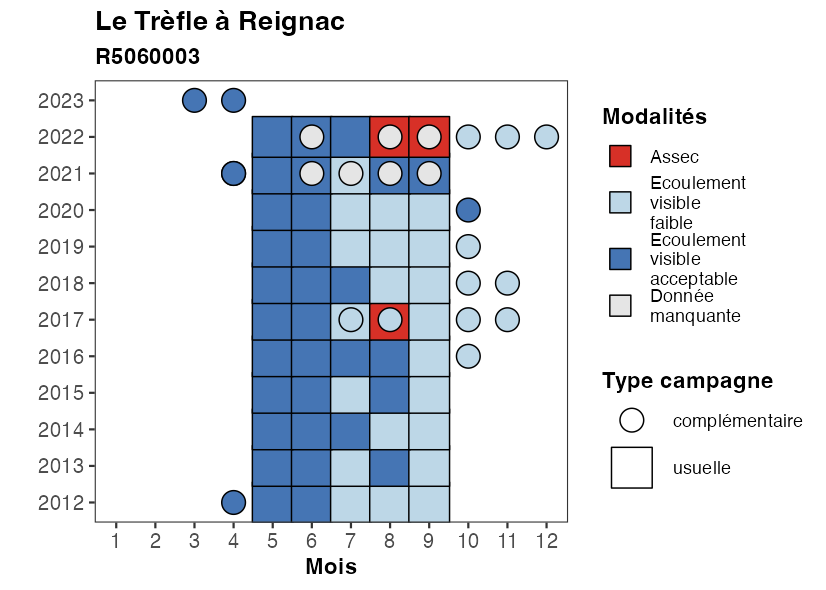 Le Trèfle à Reignac
R5060003
2023
2022
2021
2020
2019
2018
2017
2016
2015
2014
2013
2012
1 2 3 4 5 6 7 8 9 10 11 12
Mois
Modalités
Assec
Ecoulement
visible
faible
Ecoulement
visible
acceptable
Donnée
manquante
Type campagne
complémentaire
usuelle